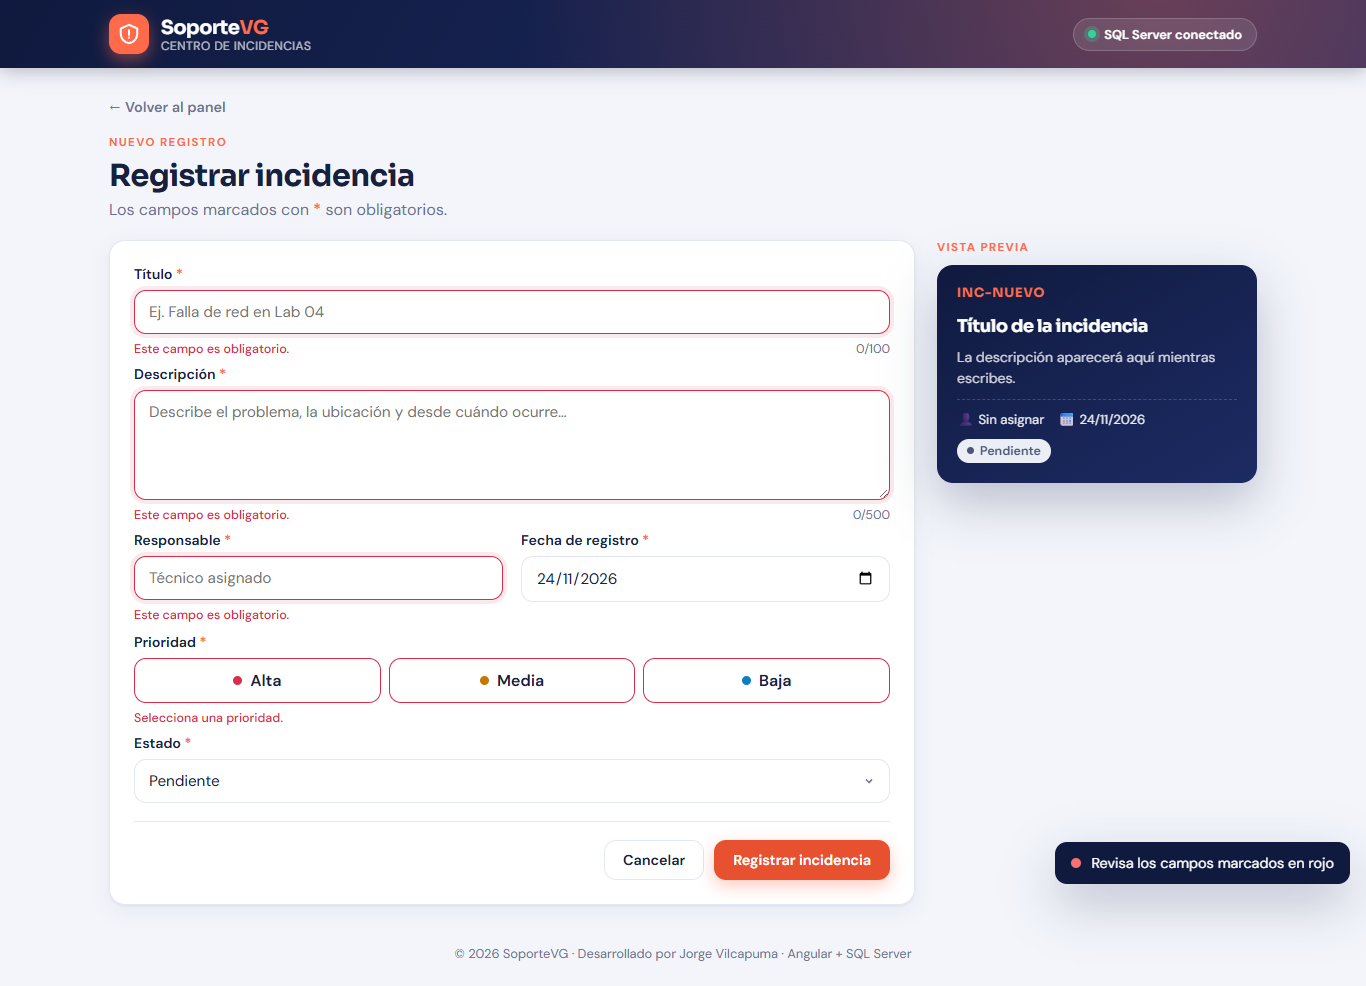 SoporteVG
CENTRO DE INCIDENCIAS
SQL Server conectado
← Volver al panel
NUEVO REGISTRO
Registrar incidencia
Los campos marcados con * son obligatorios.
Título *
Ej. Falla de red en Lab 04
Este campo es obligatorio.
0/100
Descripción *
Describe el problema, la ubicación y desde cuándo ocurre...
Este campo es obligatorio.
0/500
Responsable *
Técnico asignado
Este campo es obligatorio.
Fecha de registro *
24/11/2026
Prioridad *
Alta
Media
Baja
Selecciona una prioridad.
Estado *
Pendiente
Cancelar
Registrar incidencia
VISTA PREVIA
INC-NUEVO
Título de la incidencia
La descripción aparecerá aquí mientras
escribes.
Sin asignar
24/11/2026
Pendiente
Revisa los campos marcados en rojo
© 2026 SoporteVG · Desarrollado por Jorge Vilcapuma · Angular + SQL Server